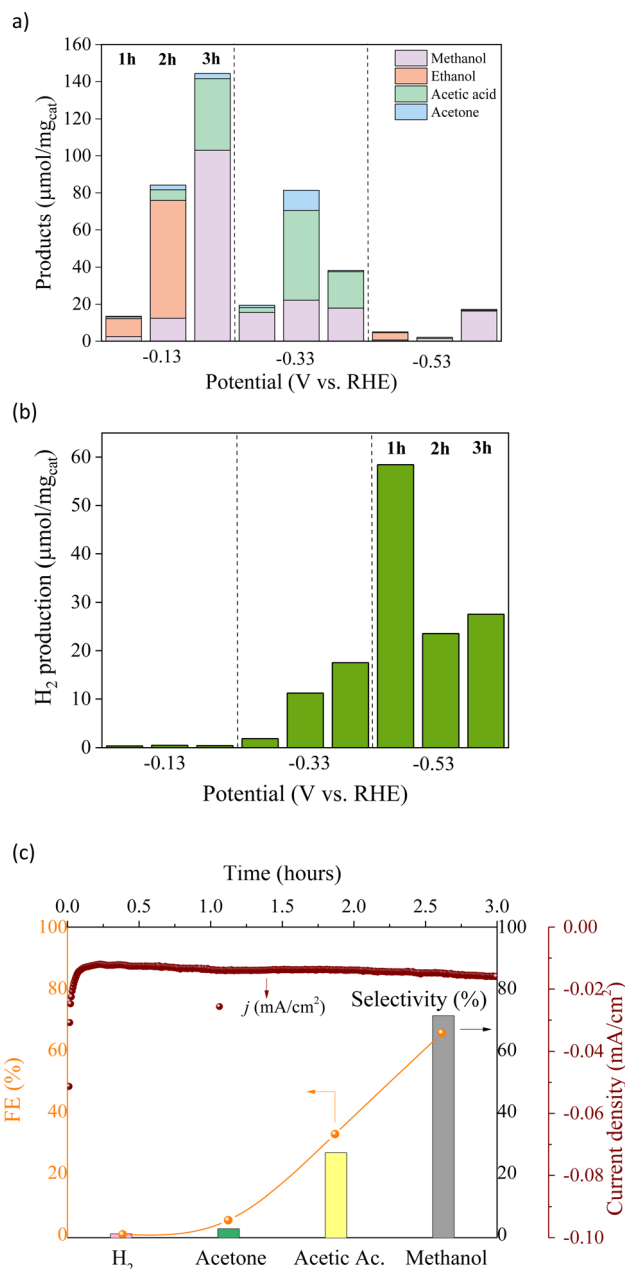 a)
160
140
120
100
80
60
40
20
0
Products (μmol/mgcat)
1h 2h 3h
Methanol
Ethanol
Acetic acid
Acetone
-0.13 -0.33 -0.53
Potential (V vs. RHE)
(b)
60
50
40
30
20
10
0
H2 production (μmol/mgcat)
1h 2h 3h
-0.13 -0.33 -0.53
Potential (V vs. RHE)
(c)
Time (hours)
0.0 0.5 1.0 1.5 2.0 2.5 3.0
100 100 0.00
80 80 -0.02
60 60 -0.04
-0.06
40 40
20 20 -0.08
0 0 -0.10
FE (%)
j (mA/cm2)
Selectivity (%)
Current density (mA/cm2)
H2 Acetone Acetic Ac. Methanol